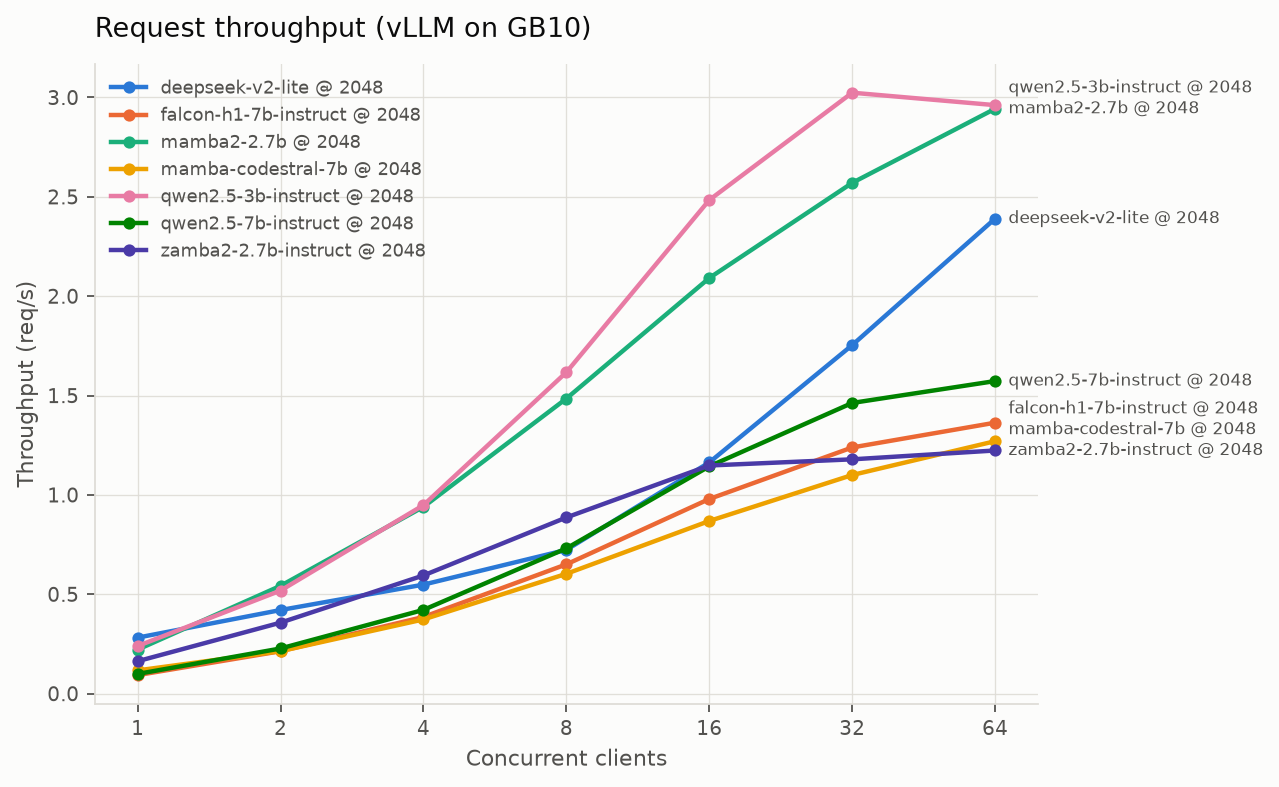 Request throughput (vLLM on GB10)
deepseek-v2-lite @ 2048
falcon-h1-7b-instruct @ 2048
mamba2-2.7b @ 2048
mamba-codestral-7b @ 2048
qwen2.5-3b-instruct @ 2048
qwen2.5-7b-instruct @ 2048
zamba2-2.7b-instruct @ 2048
qwen2.5-3b-instruct @ 2048
mamba2-2.7b @ 2048
deepseek-v2-lite @ 2048
qwen2.5-7b-instruct @ 2048
falcon-h1-7b-instruct @ 2048
mamba-codestral-7b @ 2048
zamba2-2.7b-instruct @ 2048
Throughput (req/s)
3.0
2.5
2.0
1.5
1.0
0.5
0.0
1 2 4 8 16 32 64
Concurrent clients